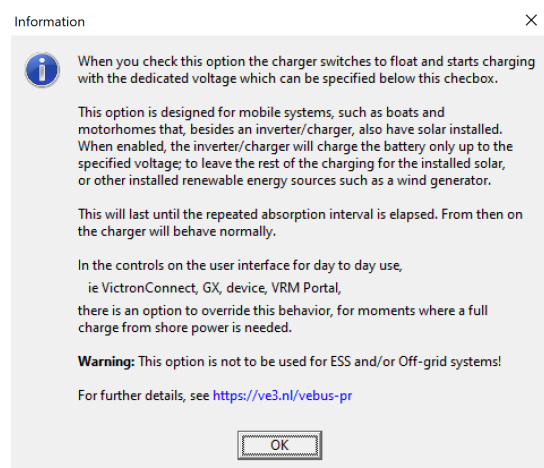 Information
When you check this option the charger switches to float and starts charging
with the dedicated voltage which can be specified below this checbox.
This option is designed for mobile systems, such as boats and
motorhomes that, besides an inverter/charger, also have solar installed.
When enabled, the inverter/charger will charge the battery only up to the
specified voltage; to leave the rest of the charging for the installed solar,
or other installed renewable energy sources such as a wind generator.
This will last until the repeated absorption interval is elapsed. From then on
the charger will behave normally.
In the controls on the user interface for day to day use,
ie VictronConnect, GX, device, VRM Portal,
there is an option to override this behavior, for moments where a full
charge from shore power is needed.
Warning: This option is not to be used for ESS and/or Off-grid systems!
For further details, see https://ve3.nl/vebus-pr
OK